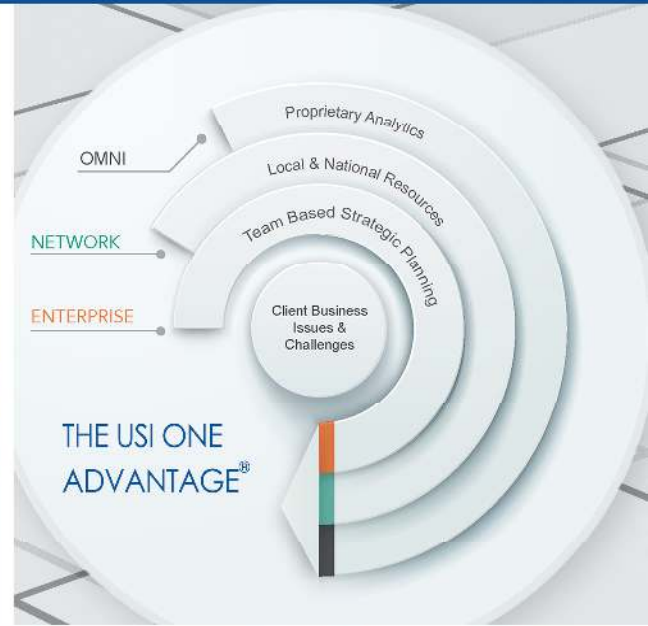 Proprietary Analytics
OMNI
Local & National Resources
Team Based Strategic Planning
NETWORK
ENTERPRISE
Client Business
Issues &
Challenges
THE USI ONE
ADVANTAGE®